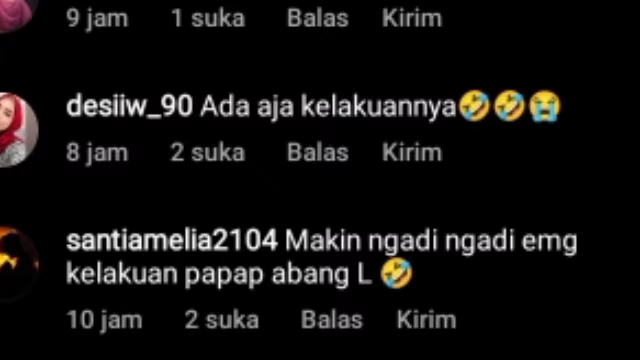 9 jam 1 suka Balas Kirim
desiiw_90 Ada aja kelakuannya🤣🤣😭
8 jam 2 suka Balas Kirim
santiamelia2104 Makin ngadi ngadi emg
kelakuan papap abang L 🤣
10 jam 2 suka Balas Kirim